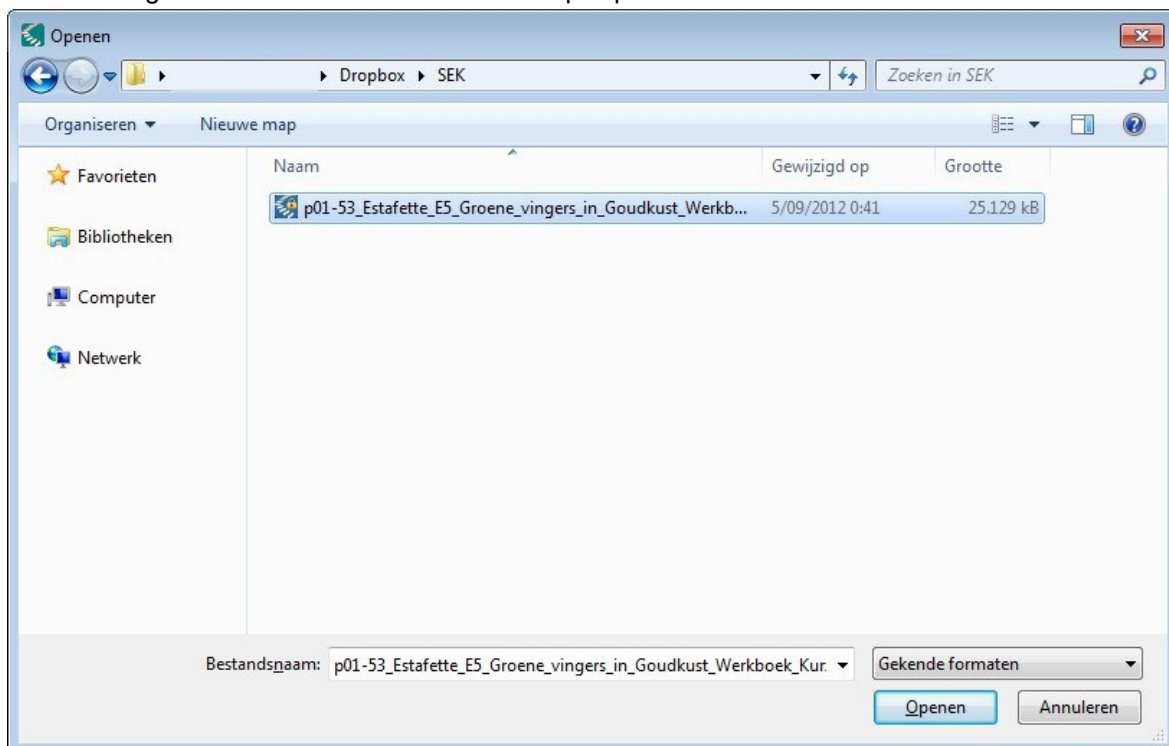 Openen
Dropbox SEK
Zoeken in SEK
Organiseren Nieuwe map
Naam Gewijzigd op Grootte
Favorieten
p01-53_Estafette_E5_Groene_vingers_in_Goudkust_Werkb... 5/09/2012 0:41 25.129 kB
Bibliotheken
Computer
Netwerk
Bestandsnaam: p01-53_Estafette_E5_Groene_vingers_in_Goudkust_Werkboek_Kur. Gekende formaten
Openen Annuleren